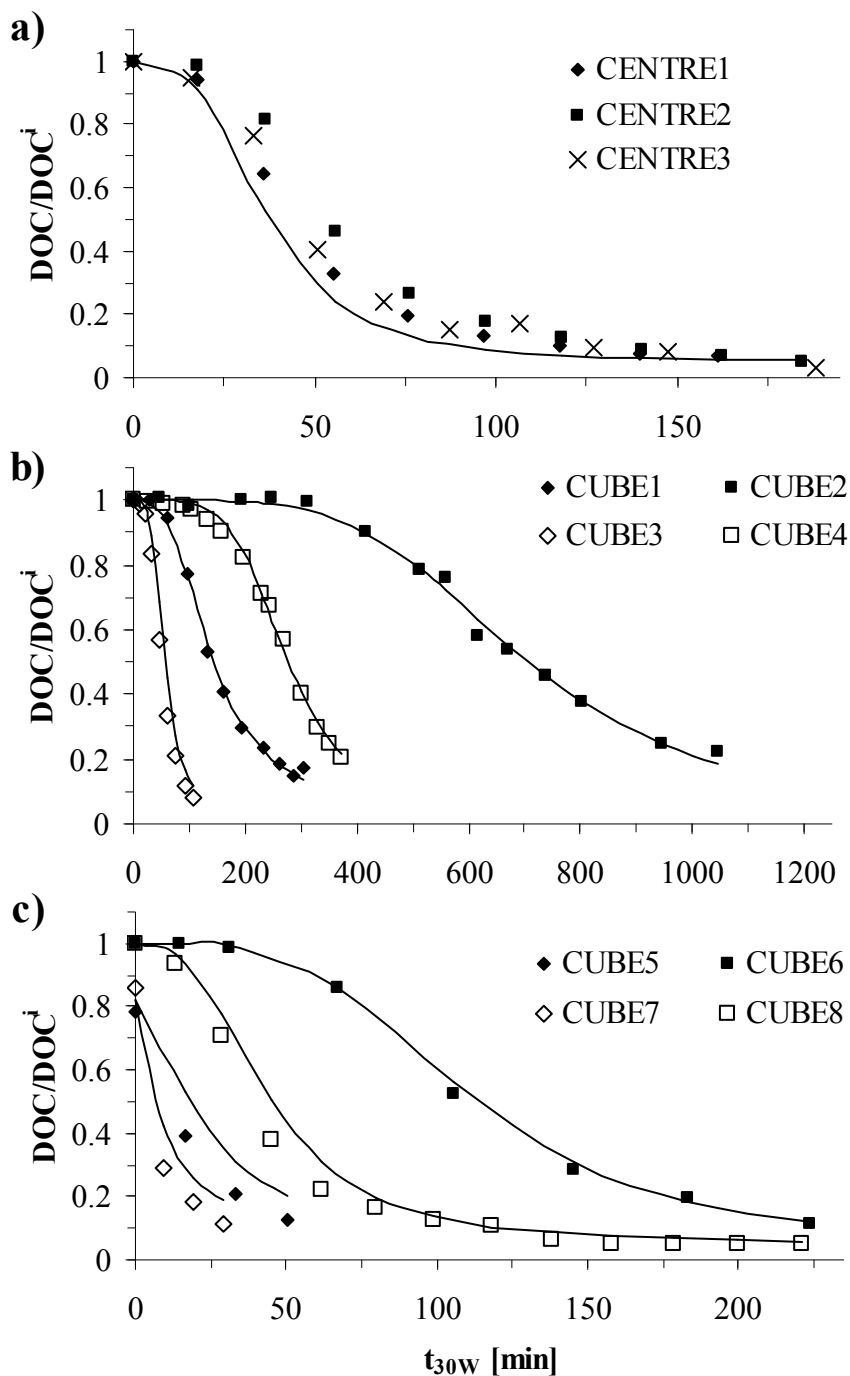 a)
DOC/DOCⁱ
1
0.8
0.6
0.4
0.2
0
0 50 100 150
CENTRE1
CENTRE2
CENTRE3
b)
DOC/DOCⁱ
1
0.8
0.6
0.4
0.2
0
0 200 400 600 800 1000 1200
CUBE1 CUBE2
CUBE3 CUBE4
c)
DOC/DOCⁱ
1
0.8
0.6
0.4
0.2
0
0 50 100 150 200
CUBE5 CUBE6
CUBE7 CUBE8
t30W [min]